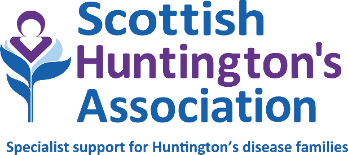 Scottish
Huntington's
Association
Specialist support for Huntington's disease families